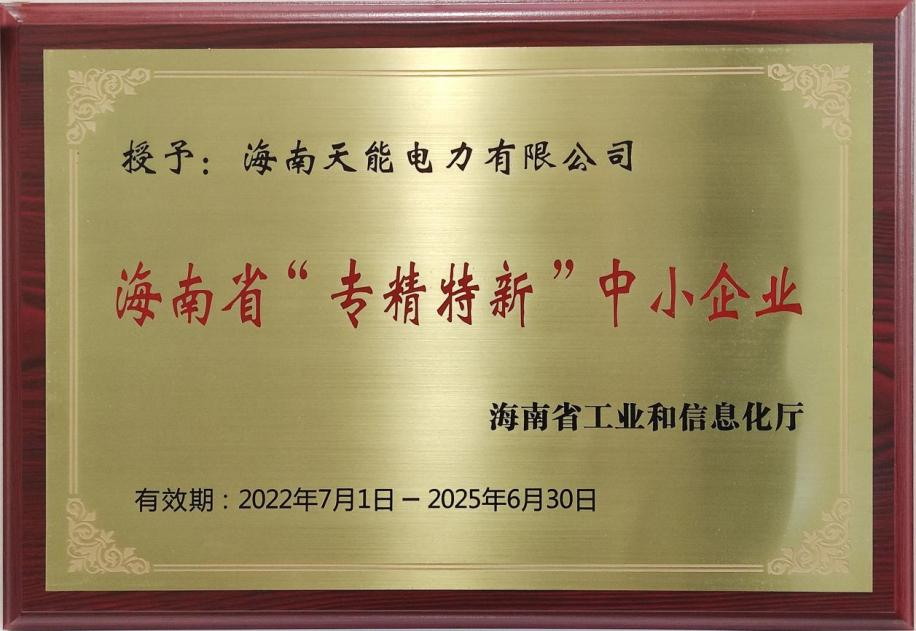 授予：海南天能电力有限公司
海南省“专精特新”中小企业
海南省工业和信息化厅
有效期：2022年7月1日－2025年6月30日